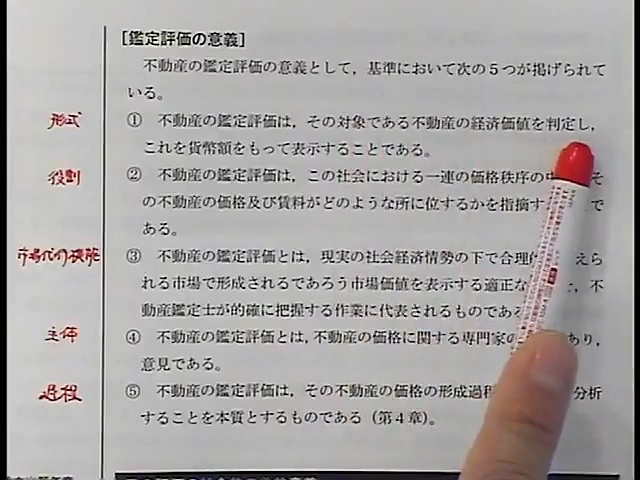 ［鑑定評価の意義］
不動産の鑑定評価の意義として，基準において次の５つが掲げられて
いる。
形式
① 不動産の鑑定評価は，その対象である不動産の経済価値を判定し，
これを貨幣額をもって表示することである。
役割
② 不動産の鑑定評価は，この社会における一連の価格秩序の
の不動産の価格及び賃料がどのような所に位するかを指摘す
ある。
市場代行機能
③ 不動産の鑑定評価とは，現実の社会経済情勢の下で合理的 えら
れる市場で形成されるであろう市場価値を表示する適正な ，不
動産鑑定士が的確に把握する作業に代表されるものであ
主体
④ 不動産の鑑定評価とは，不動産の価格に関する専門家の あり，
意見である。
過程
⑤ 不動産の鑑定評価は，その不動産の価格の形成過程 分析
することを本質とするものである（第４章）。